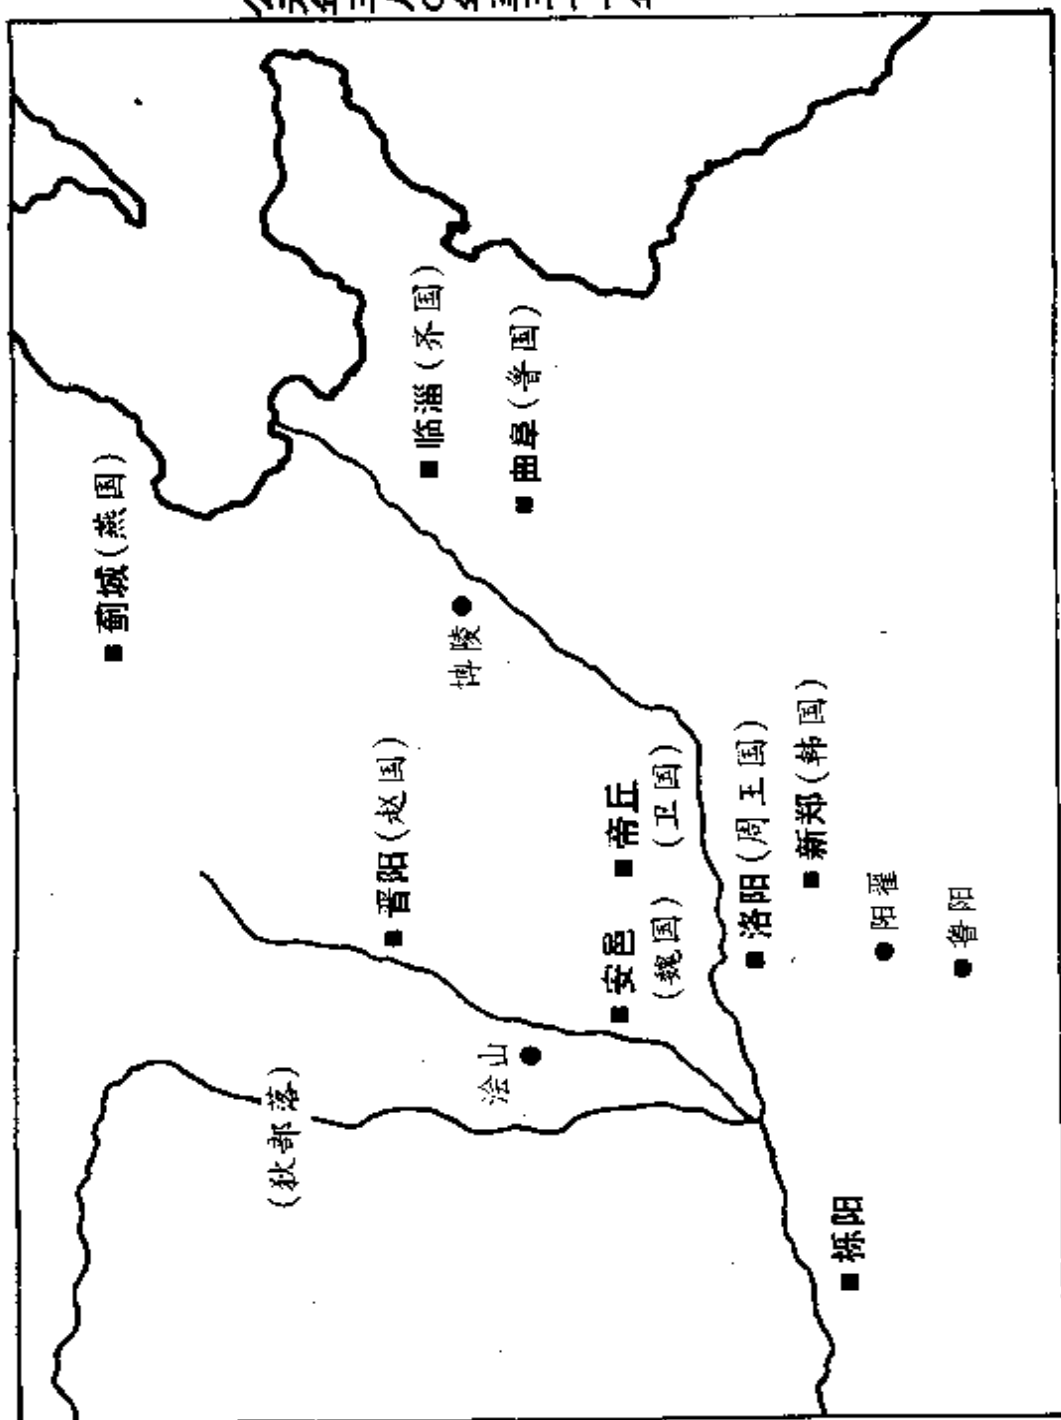 蓟城(燕国)
(狄部落)
晋阳(赵国)
临淄(齐国)
博陵
浍山
曲阜(鲁国)
安邑
(魏国)
帝丘
(卫国)
洛阳(周王国)
新郑(韩国)
栎阳
阳翟
鲁阳